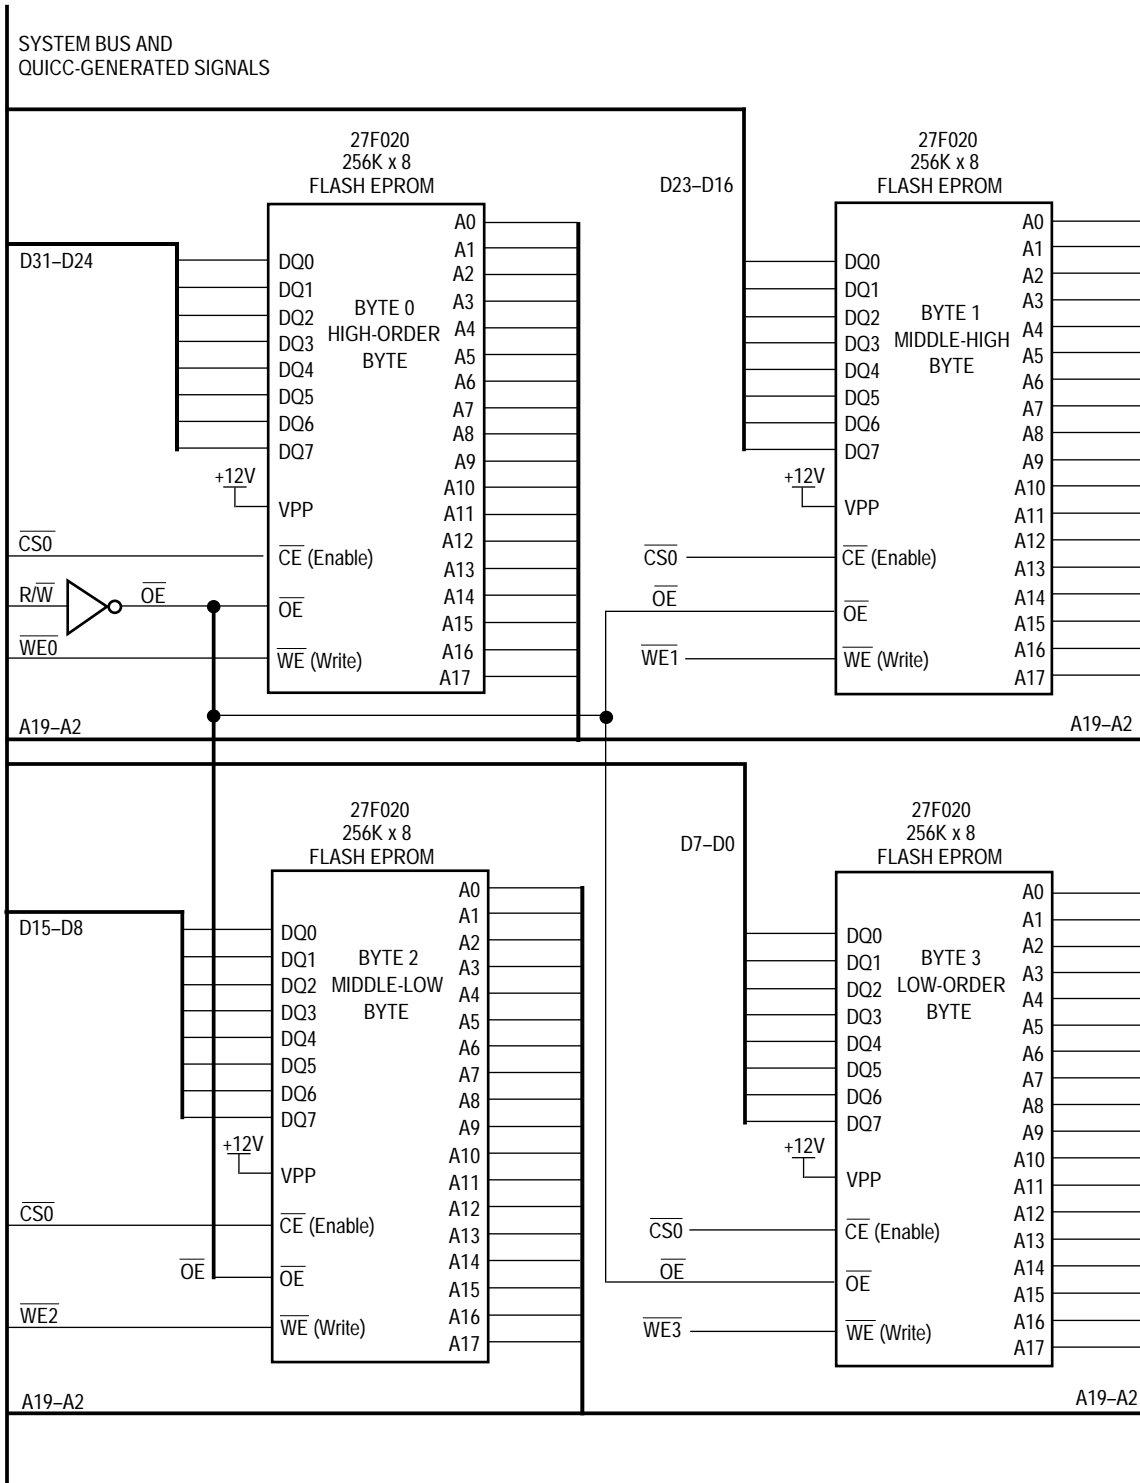 SYSTEM BUS AND
QUICC-GENERATED SIGNALS
27F020
256K x 8
FLASH EPROM
D31–D24
DQ0
DQ1
DQ2
DQ3
DQ4
DQ5
DQ6
DQ7
BYTE 0
HIGH-ORDER
BYTE
+12V
VPP
CS0
CE (Enable)
R/W
OE
OE
WE0
WE (Write)
A0
A1
A2
A3
A4
A5
A6
A7
A8
A9
A10
A11
A12
A13
A14
A15
A16
A17
A19–A2
27F020
256K x 8
FLASH EPROM
D23–D16
DQ0
DQ1
DQ2
DQ3
DQ4
DQ5
DQ6
DQ7
BYTE 1
MIDDLE-HIGH
BYTE
+12V
VPP
CS0
CE (Enable)
OE
OE
WE1
WE (Write)
A0
A1
A2
A3
A4
A5
A6
A7
A8
A9
A10
A11
A12
A13
A14
A15
A16
A17
A19–A2
27F020
256K x 8
FLASH EPROM
D15–D8
DQ0
DQ1
DQ2
DQ3
DQ4
DQ5
DQ6
DQ7
BYTE 2
MIDDLE-LOW
BYTE
+12V
VPP
CS0
CE (Enable)
OE
OE
WE2
WE (Write)
A0
A1
A2
A3
A4
A5
A6
A7
A8
A9
A10
A11
A12
A13
A14
A15
A16
A17
A19–A2
27F020
256K x 8
FLASH EPROM
D7–D0
DQ0
DQ1
DQ2
DQ3
DQ4
DQ5
DQ6
DQ7
BYTE 3
LOW-ORDER
BYTE
+12V
VPP
CS0
CE (Enable)
OE
OE
WE3
WE (Write)
A0
A1
A2
A3
A4
A5
A6
A7
A8
A9
A10
A11
A12
A13
A14
A15
A16
A17
A19–A2